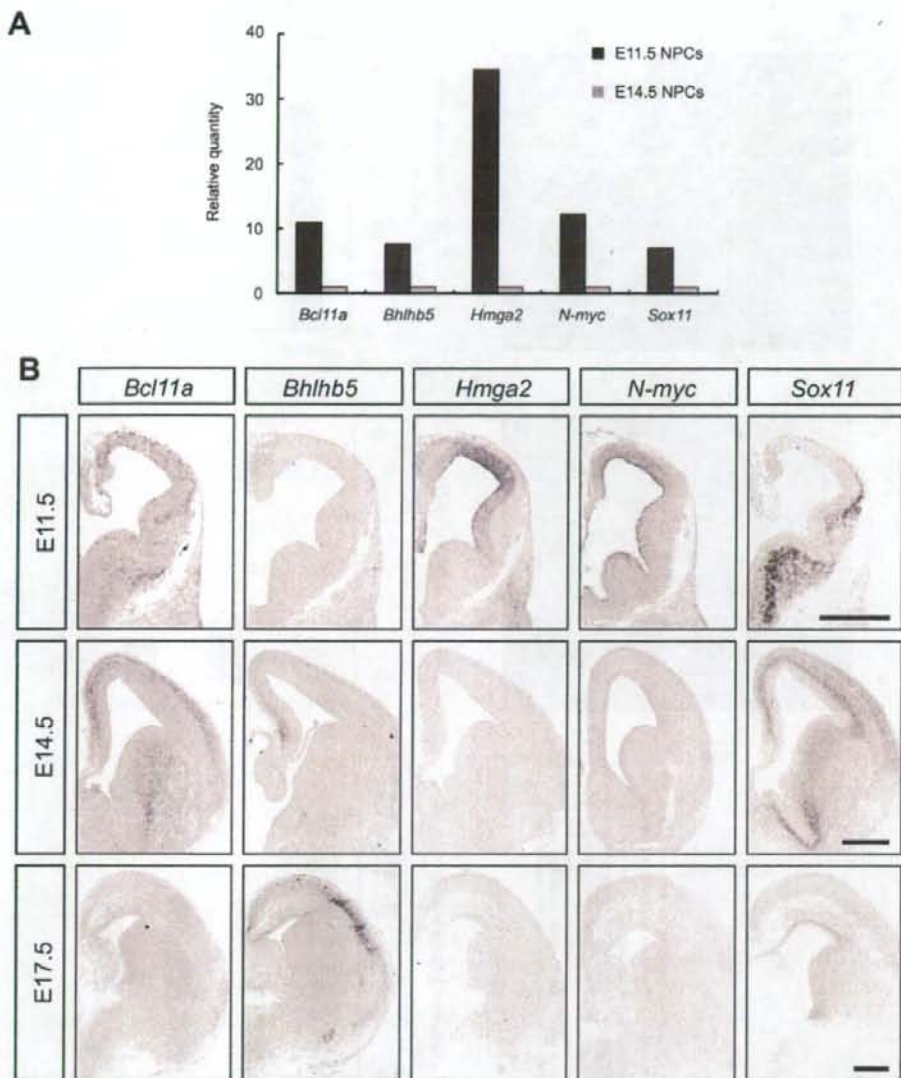 A
40
30
20
10
0
Relative quantity
E11.5 NPCs
E14.5 NPCs
Bcl11a Bhlhb5 Hmga2 N-myc Sox11
B
Bcl11a Bhlhb5 Hmga2 N-myc Sox11
E11.5
E14.5
E17.5